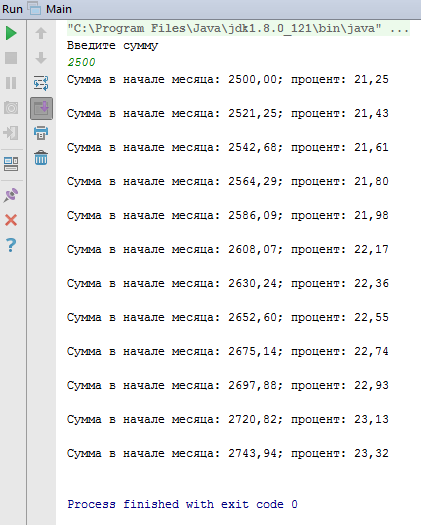 Run Main
"C:\Program Files\Java\jdk1.8.0_121\bin\java" ...
Введите сумму
2500
Сумма в начале месяца: 2500,00; процент: 21,25
Сумма в начале месяца: 2521,25; процент: 21,43
Сумма в начале месяца: 2542,68; процент: 21,61
Сумма в начале месяца: 2564,29; процент: 21,80
Сумма в начале месяца: 2586,09; процент: 21,98
Сумма в начале месяца: 2608,07; процент: 22,17
Сумма в начале месяца: 2630,24; процент: 22,36
Сумма в начале месяца: 2652,60; процент: 22,55
Сумма в начале месяца: 2675,14; процент: 22,74
Сумма в начале месяца: 2697,88; процент: 22,93
Сумма в начале месяца: 2720,82; процент: 23,13
Сумма в начале месяца: 2743,94; процент: 23,32
Process finished with exit code 0